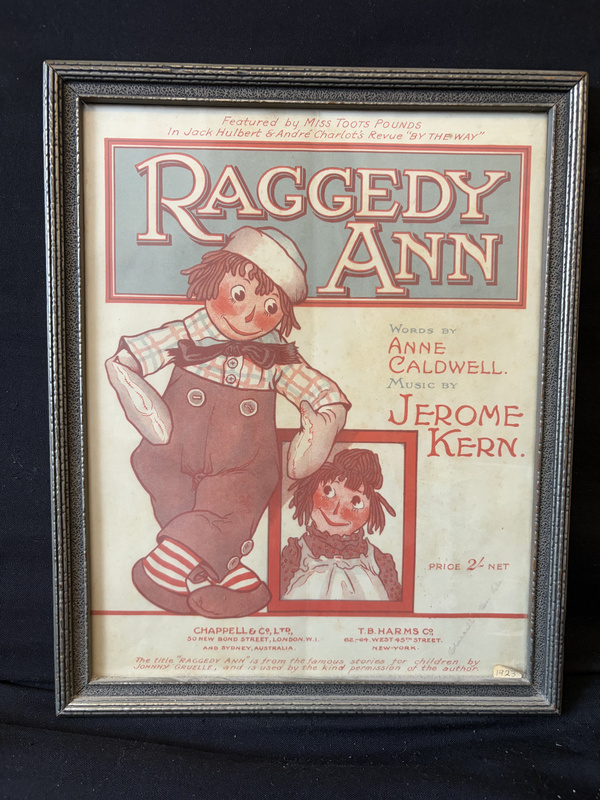 Featured by MISS TOOTS POUNDS
In Jack Hulbert & André Charlot's Revue "BY THE WAY"
RAGGEDY
ANN
WORDS BY
ANNE
CALDWELL.
MUSIC BY
JEROME
KERN.
PRICE 2/- NET
CHAPPELL & CO, LTD,
50 NEW BOND STREET, LONDON. W.1.
AND SYDNEY, AUSTRALIA.
T. B. HARMS CO.
62-64 WEST 45TH STREET.
NEW-YORK.
The title "RAGGEDY ANN" is from the famous stories for children by
JOHNNY GRUELLE, and is used by the kind permission of the author.
1923